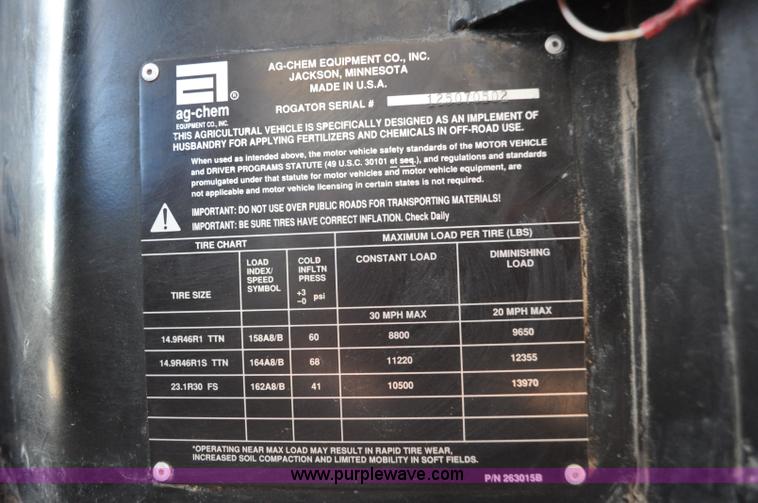 AG-CHEM EQUIPMENT CO., INC.
JACKSON, MINNESOTA
MADE IN U.S.A.
ag-chem ®
EQUIPMENT CO., INC.
ROGATOR SERIAL # 125070502
THIS AGRICULTURAL VEHICLE IS SPECIFICALLY DESIGNED AS AN IMPLEMENT OF
HUSBANDRY FOR APPLYING FERTILIZERS AND CHEMICALS IN OFF-ROAD USE.
When used as intended above, the motor vehicle safety standards of the MOTOR VEHICLE
and DRIVER PROGRAMS STATUTE (49 U.S.C. 30101 et seq.), and regulations and standards
promulgated under that statute for motor vehicles and motor vehicle equipment, are
not applicable and motor vehicle licensing in certain states is not required.
IMPORTANT: DO NOT USE OVER PUBLIC ROADS FOR TRANSPORTING MATERIALS!
IMPORTANT: BE SURE TIRES HAVE CORRECT INFLATION. Check Daily
TIRE CHART MAXIMUM LOAD PER TIRE (LBS)
TIRE SIZE
LOAD
INDEX/
SPEED
SYMBOL
COLD
INFLTN
PRESS
+3
–0 psi
CONSTANT LOAD
DIMINISHING
LOAD
30 MPH MAX 20 MPH MAX
14.9R46R1 TTN 158A8/B 60 8800 9650
14.9R46R1S TTN 164A8/B 68 11220 12355
23.1R30 FS 162A8/B 41 10500 13970
*OPERATING NEAR MAX LOAD MAY RESULT IN RAPID TIRE WEAR,
INCREASED SOIL COMPACTION AND LIMITED MOBILITY IN SOFT FIELDS.
P/N 263015B
www.purplewave.com